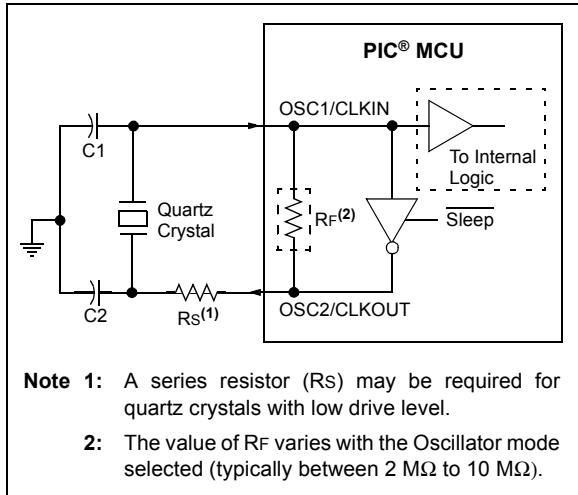 PIC® MCU
OSC1/CLKIN
C1
To Internal
Logic
Quartz
Crystal
RF(2)
Sleep
C2
RS(1)
OSC2/CLKOUT
Note 1: A series resistor (RS) may be required for
quartz crystals with low drive level.
2: The value of RF varies with the Oscillator mode
selected (typically between 2 MΩ to 10 MΩ).